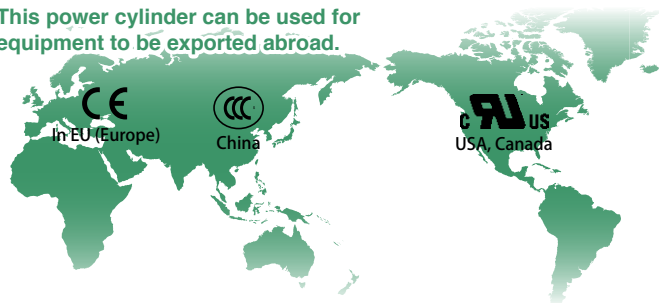 This power cylinder can be used for
equipment to be exported abroad.
CE
CCC
c RU US
In EU (Europe)
China
USA, Canada